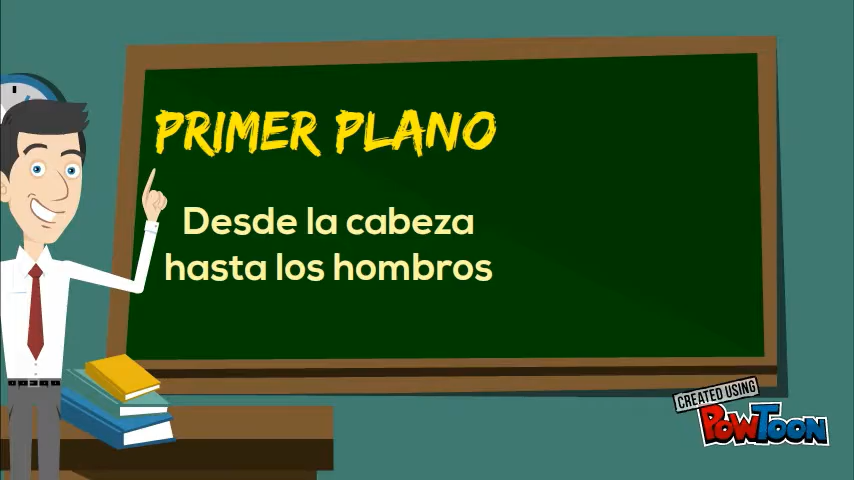 PRIMER PLANO
Desde la cabeza
hasta los hombros
CREATED USING
POWTOON